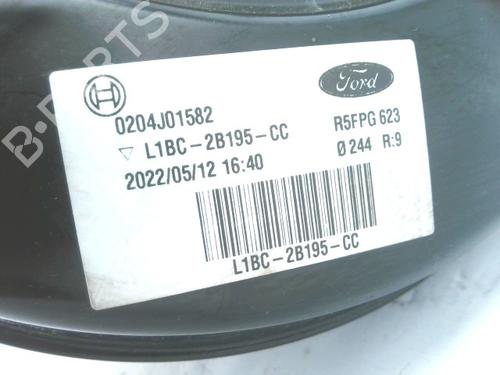 B-PARTS
Ford
0204J01582 R5FPG 623
▽ L1BC-2B195-CC Ø 244 R:9
2022/05/12 16:40
L1BC-2B195-CC